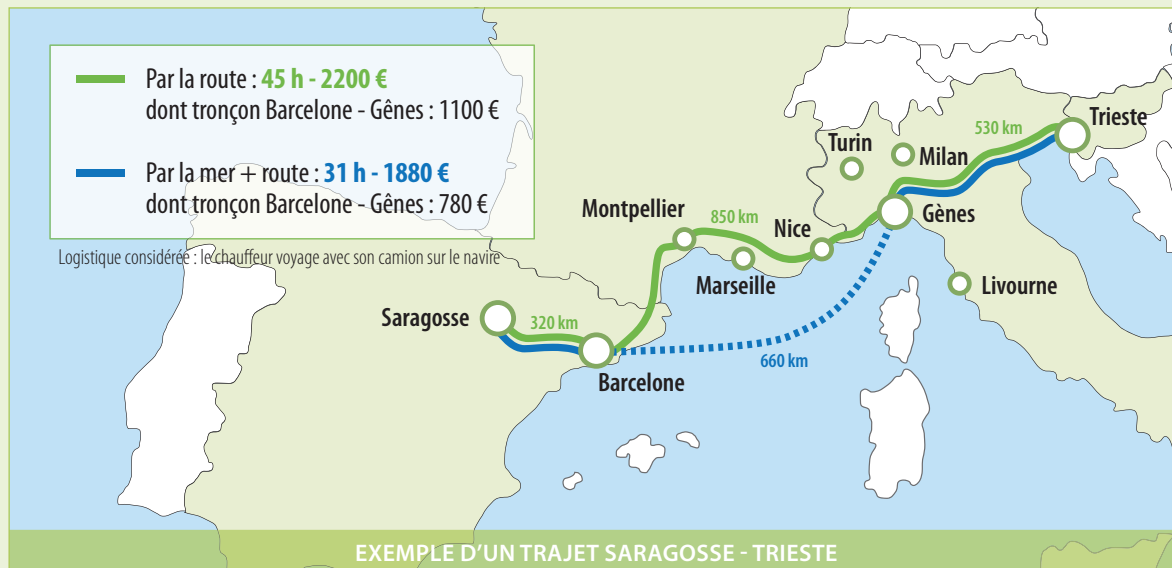 Par la route : 45 h - 2200 €
dont tronçon Barcelone - Gênes : 1100 €
Par la mer + route : 31 h - 1880 €
dont tronçon Barcelone - Gênes : 780 €
Logistique considérée : le chauffeur voyage avec son camion sur le navire
Trieste
530 km
Turin
Milan
Montpellier
850 km
Nice
Gènes
Marseille
Livourne
Saragosse
320 km
660 km
Barcelone
EXEMPLE D'UN TRAJET SARAGOSSE - TRIESTE